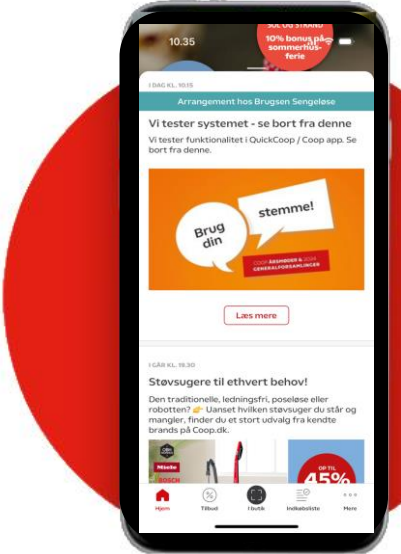 SOL OG STRAND
10.35
10% bonus på
sommerhus-
ferie
I DAG KL. 10.15
Arrangement hos Brugsen Sengeløse
Vi tester systemet - se bort fra denne
Vi tester funktionalitet i QuickCoop / Coop app. Se
bort fra denne.
Brug
din
stemme!
COOP ÅRSMØDER & 2024
GENERALFORSAMLINGER
Læs mere
I GÅR KL. 19.30
Støvsugere til ethvert behov!
Den traditionelle, ledningsfri, poseløse eller
robotten? 👉 Uanset hvilken støvsuger du står og
mangler, finder du et stort udvalg fra kendte
brands på Coop.dk.
Miele
BOSCH
OP TIL
45%
Hjem
Tilbud
I butik
Indkøbsliste
Mere